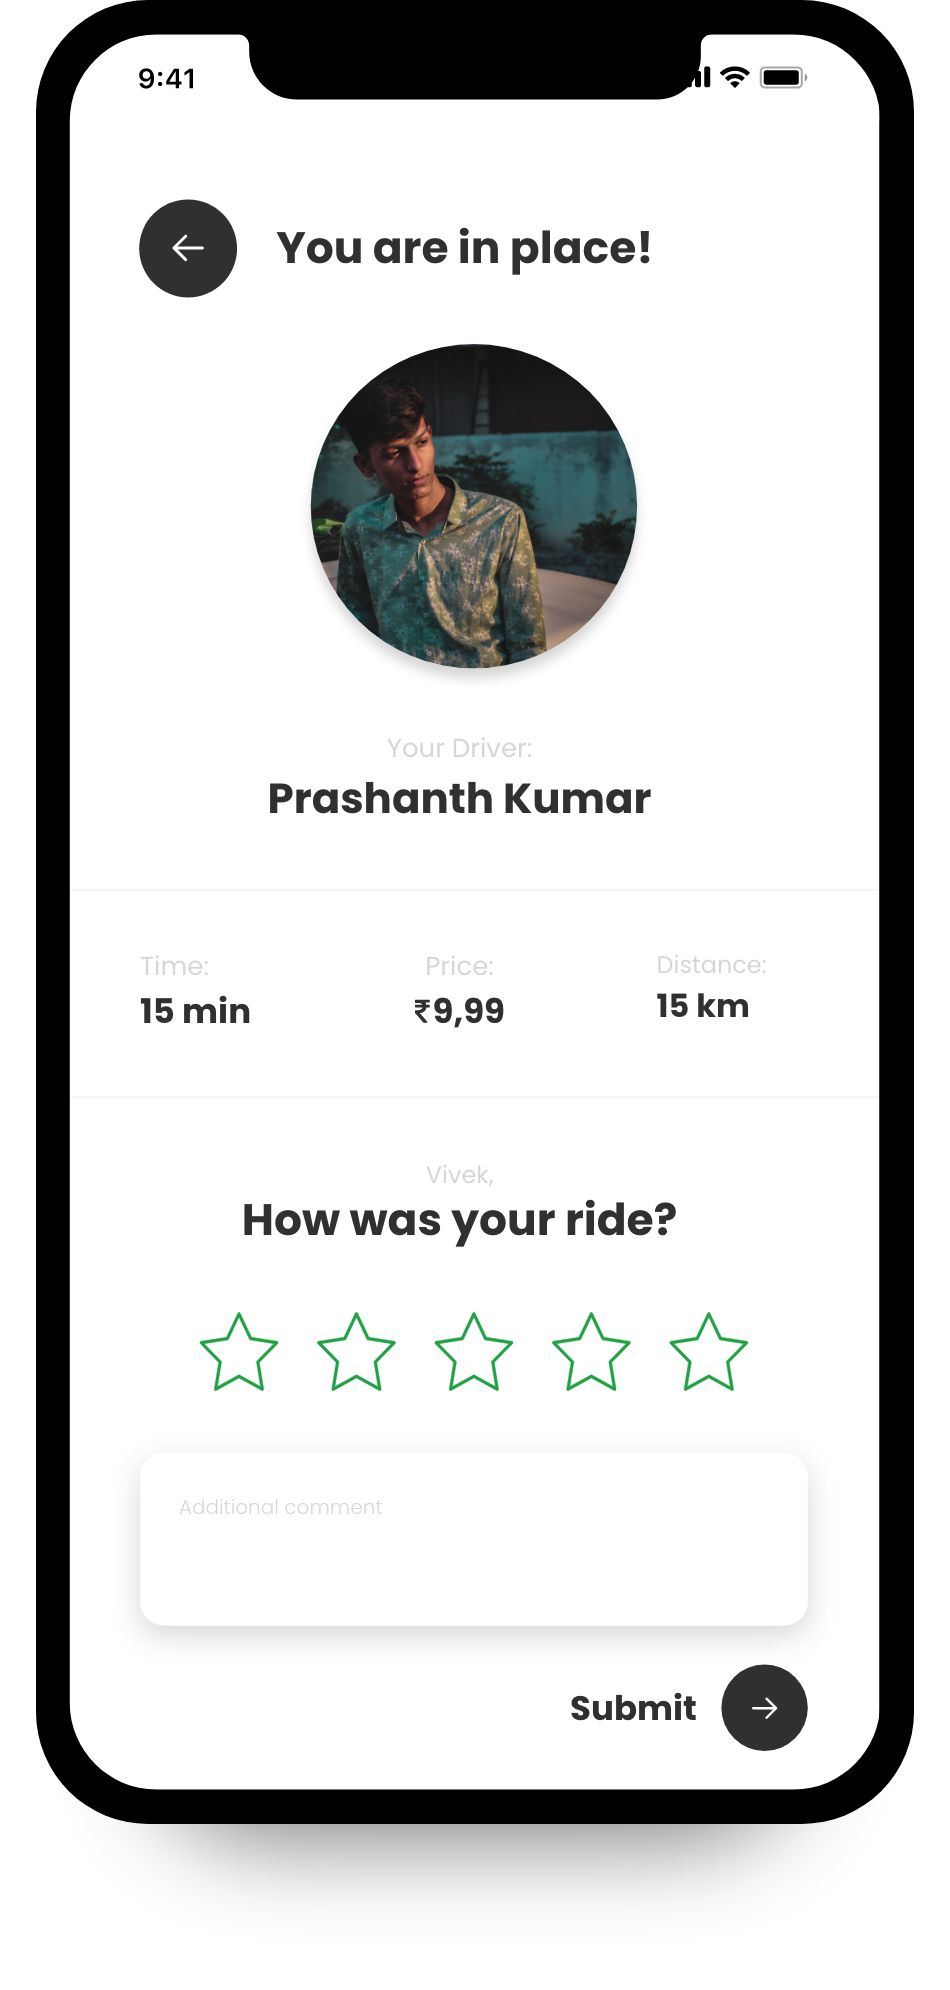 9:41
You are in place!
Your Driver:
Prashanth Kumar
Time:
15 min
Price:
₹9,99
Distance:
15 km
Vivek,
How was your ride?
Additional comment
Submit